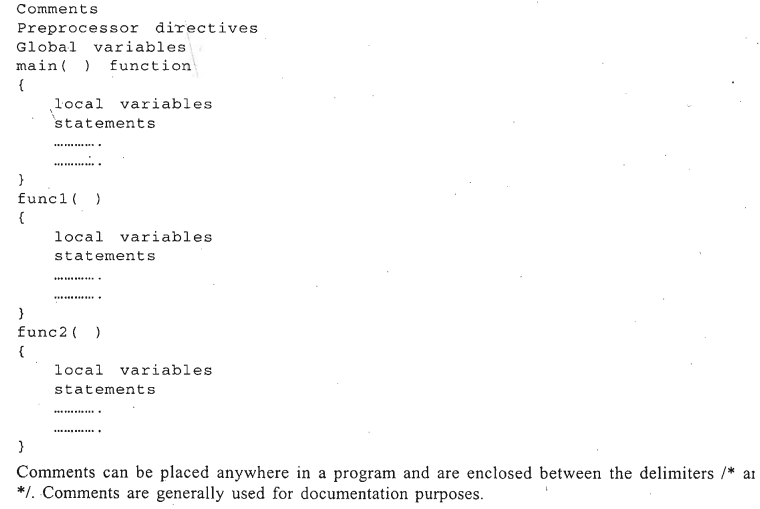 Comments
Preprocessor directives
Global variables
main( ) function
{
local variables
statements
………….
………….
}
func1( )
{
local variables
statements
………….
………….
}
func2( )
{
local variables
statements
………….
………….
}
Comments can be placed anywhere in a program and are enclosed between the delimiters /*
*/. Comments are generally used for documentation purposes.